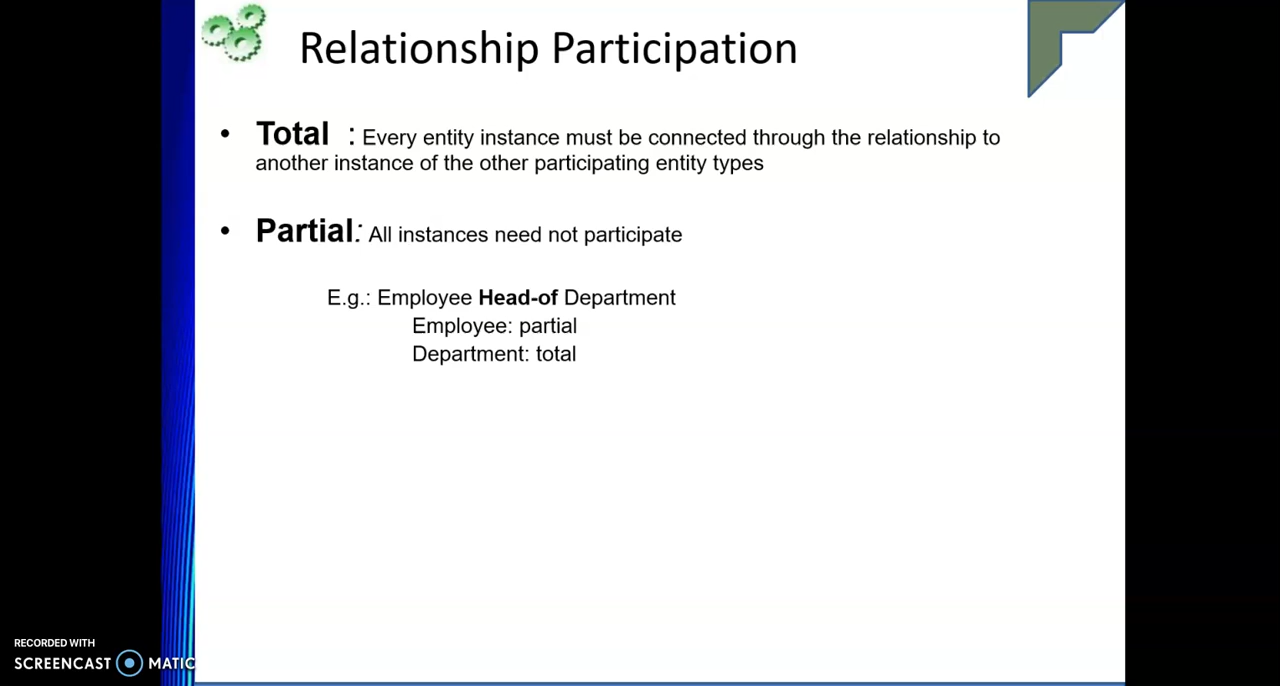 Relationship Participation
• Total : Every entity instance must be connected through the relationship to
another instance of the other participating entity types
• Partial: All instances need not participate
E.g.: Employee Head-of Department
Employee: partial
Department: total
RECORDED WITH
SCREENCAST MATIC